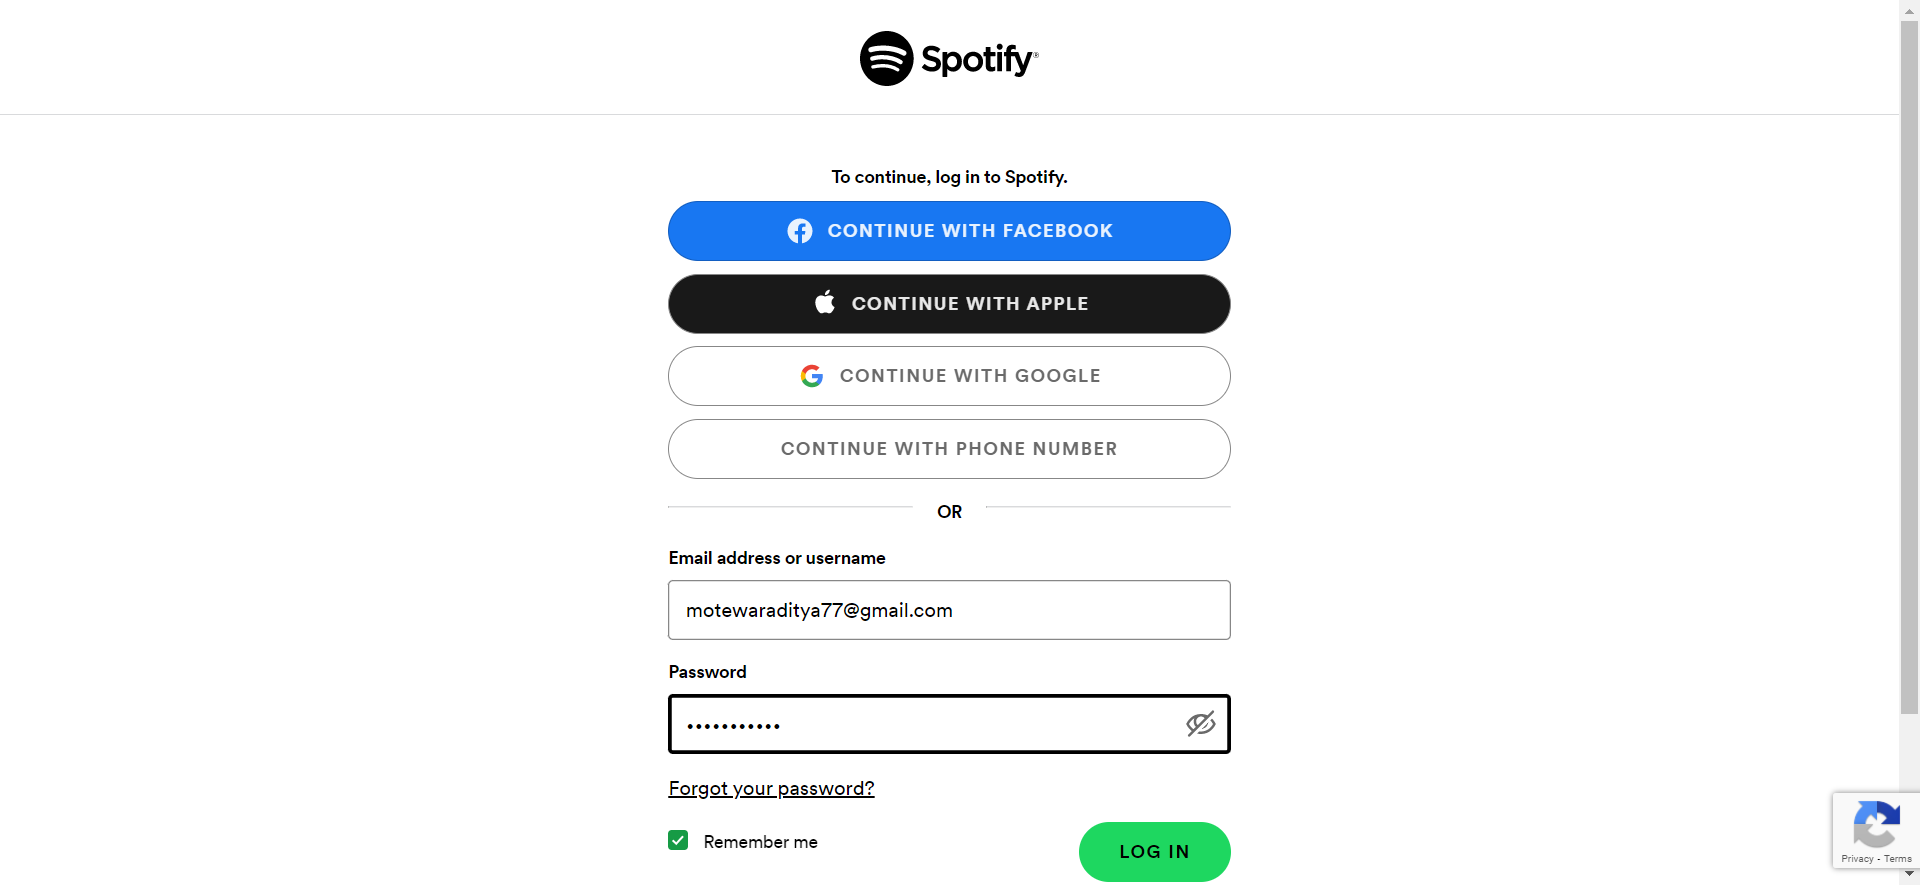 Spotify®
To continue, log in to Spotify.
CONTINUE WITH FACEBOOK
CONTINUE WITH APPLE
CONTINUE WITH GOOGLE
CONTINUE WITH PHONE NUMBER
OR
Email address or username
motewaraditya77@gmail.com
Password
•••••••••••
Forgot your password?
Remember me
LOG IN
Privacy - Terms